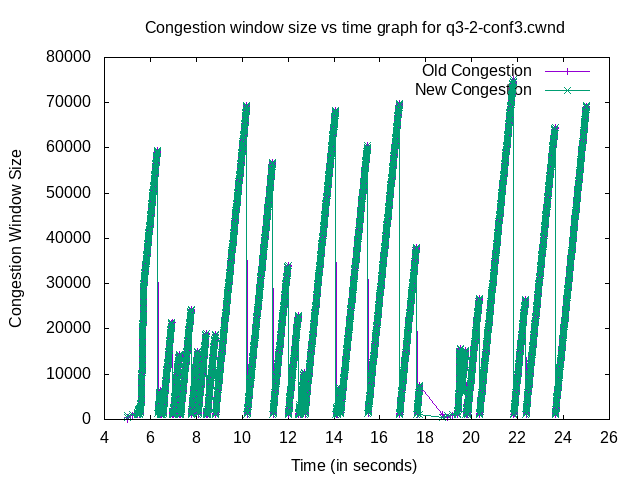 Congestion window size vs time graph for q3-2-conf3.cwnd
80000
70000
60000
50000
40000
30000
20000
10000
0
4 6 8 10 12 14 16 18 20 22 24 26
Congestion Window Size
Time (in seconds)
Old Congestion
New Congestion